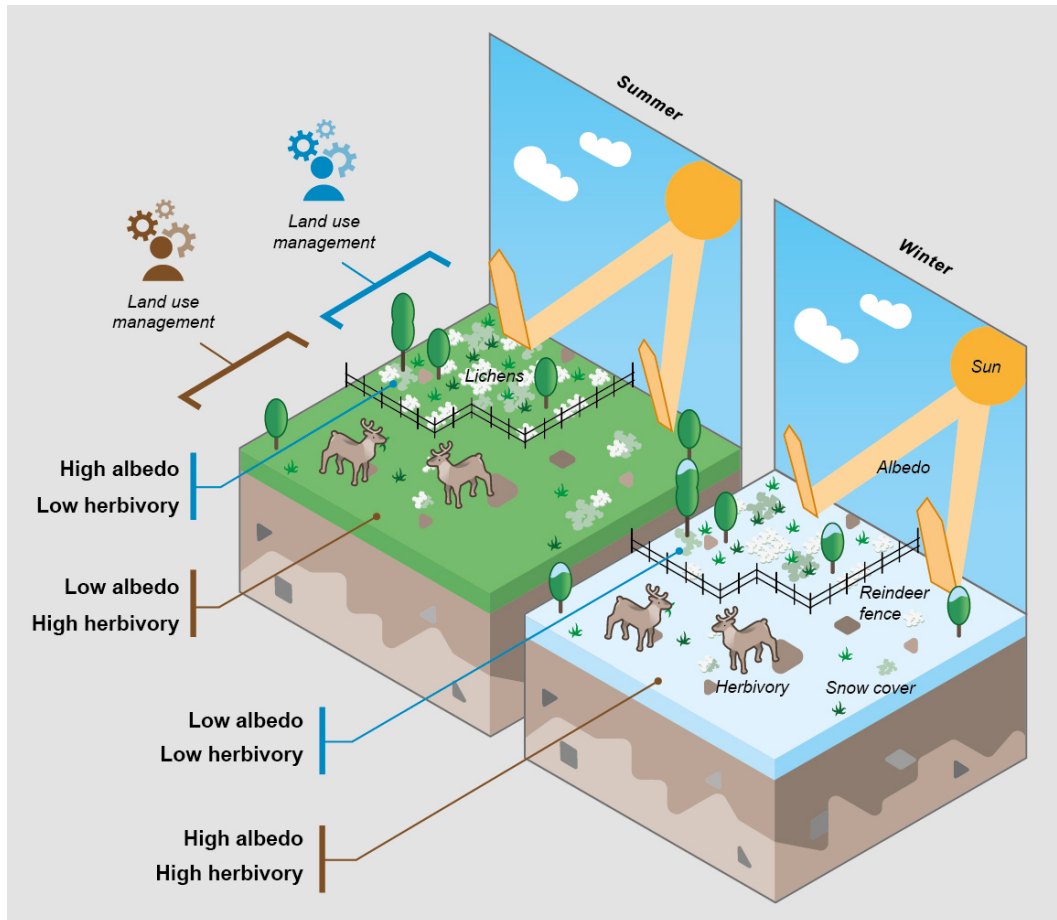 Summer
Land use
management
Land use
management
Winter
Lichens
Sun
High albedo
Low herbivory
Albedo
Low albedo
High herbivory
Reindeer
fence
Herbivory
Snow cover
Low albedo
Low herbivory
High albedo
High herbivory